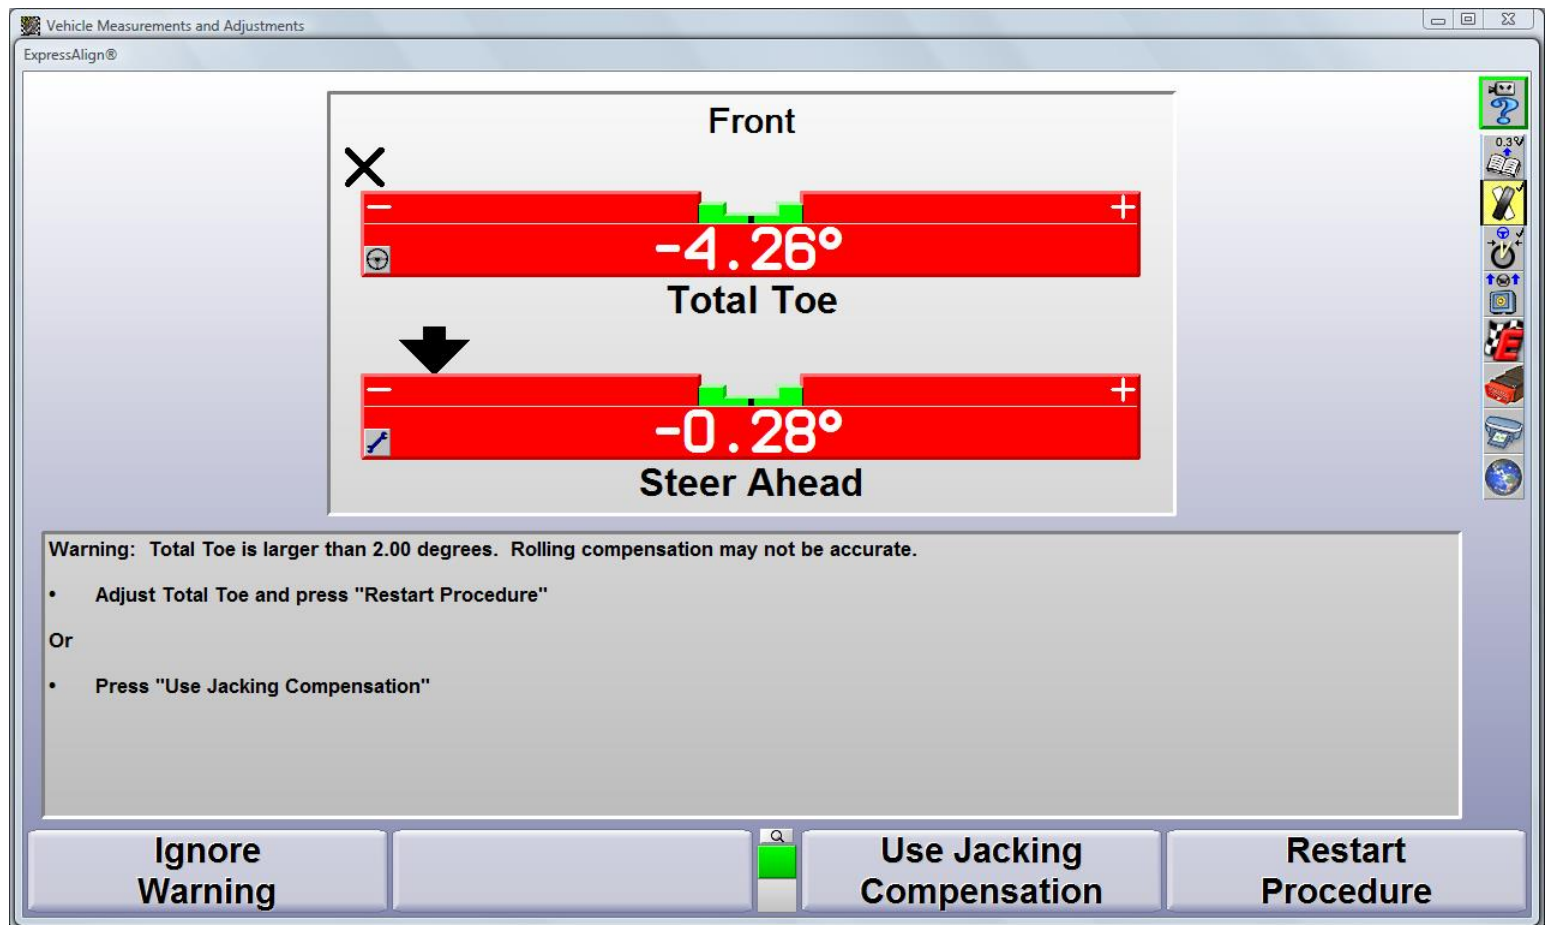 Vehicle Measurements and Adjustments
ExpressAlign®
Front
− +
-4.26°
Total Toe
− +
-0.28°
Steer Ahead
0.3
E
Warning: Total Toe is larger than 2.00 degrees. Rolling compensation may not be accurate.
• Adjust Total Toe and press "Restart Procedure"
Or
• Press "Use Jacking Compensation"
Ignore
Warning
Use Jacking
Compensation
Restart
Procedure